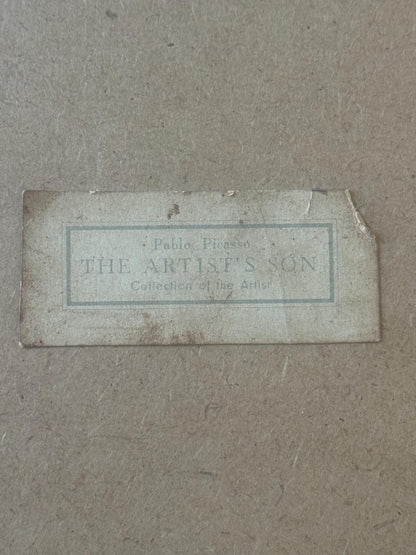 · Pablo Picasso ·
THE ARTIST'S SON
Collection of the Artist